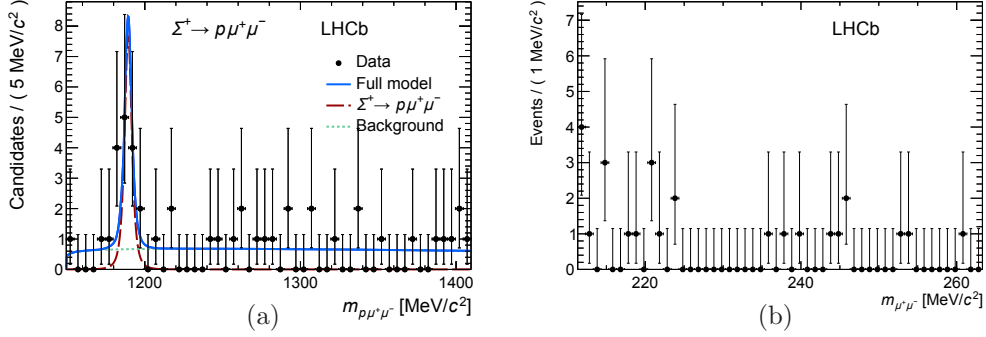 Candidates / ( 5 MeV/c² )
8
7
6
5
4
3
2
1
0
Σ⁺ → pμ⁺μ⁻ LHCb
Data
Full model
Σ⁺ → pμ⁺μ⁻
Background
1200 1300 1400
m_{pμ⁺μ⁻} [MeV/c²]
(a)
Events / ( 1 MeV/c² )
7
6
5
4
3
2
1
0
LHCb
220 240 260
m_{μ⁺μ⁻} [MeV/c²]
(b)